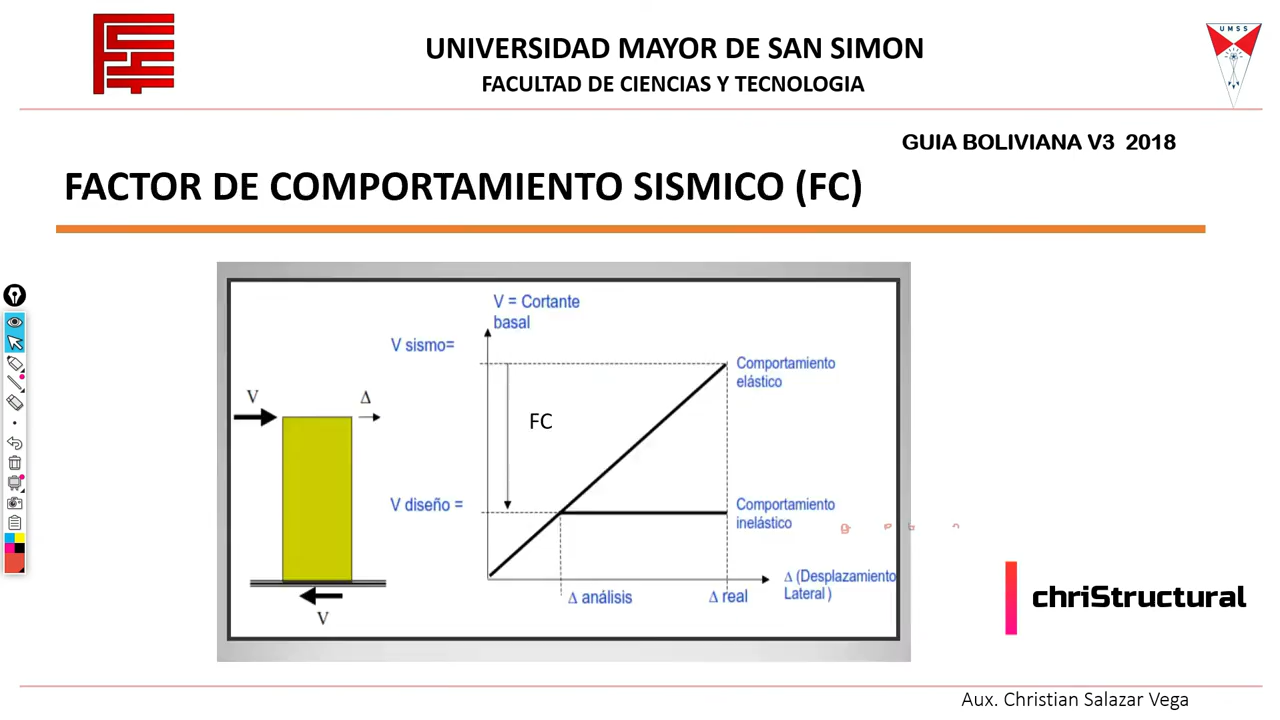 UNIVERSIDAD MAYOR DE SAN SIMON
FACULTAD DE CIENCIAS Y TECNOLOGIA
UMSS
GUIA BOLIVIANA V3 2018
FACTOR DE COMPORTAMIENTO SISMICO (FC)
V = Cortante
basal
V sismo=
Comportamiento
elástico
V
Δ
FC
V diseño =
Comportamiento
inelástico
Δ (Desplazamiento
Lateral)
Δ análisis
Δ real
V
chriStructural
Aux. Christian Salazar Vega